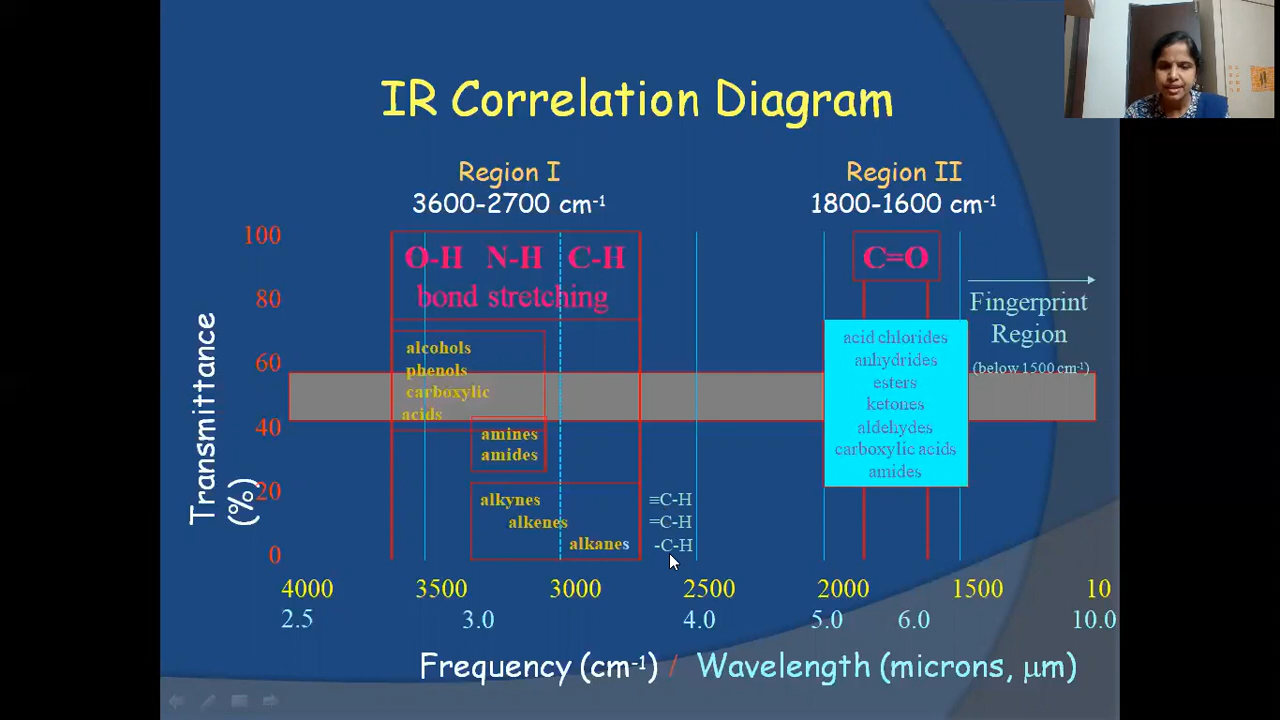 IR Correlation Diagram
Region I
3600-2700 cm⁻¹
Region II
1800-1600 cm⁻¹
Transmittance
(%)
100
80
60
40
20
0
O-H N-H C-H
bond stretching
alcohols
phenols
carboxylic
acids
amines
amides
alkynes
alkenes
alkanes
≡C-H
=C-H
-C-H
C=O
acid chlorides
anhydrides
esters
ketones
aldehydes
carboxylic acids
amides
Fingerprint
Region
(below 1500 cm⁻¹)
4000 3500 3000 2500 2000 1500 10
2.5 3.0 4.0 5.0 6.0 10.0
Frequency (cm⁻¹) / Wavelength (microns, μm)